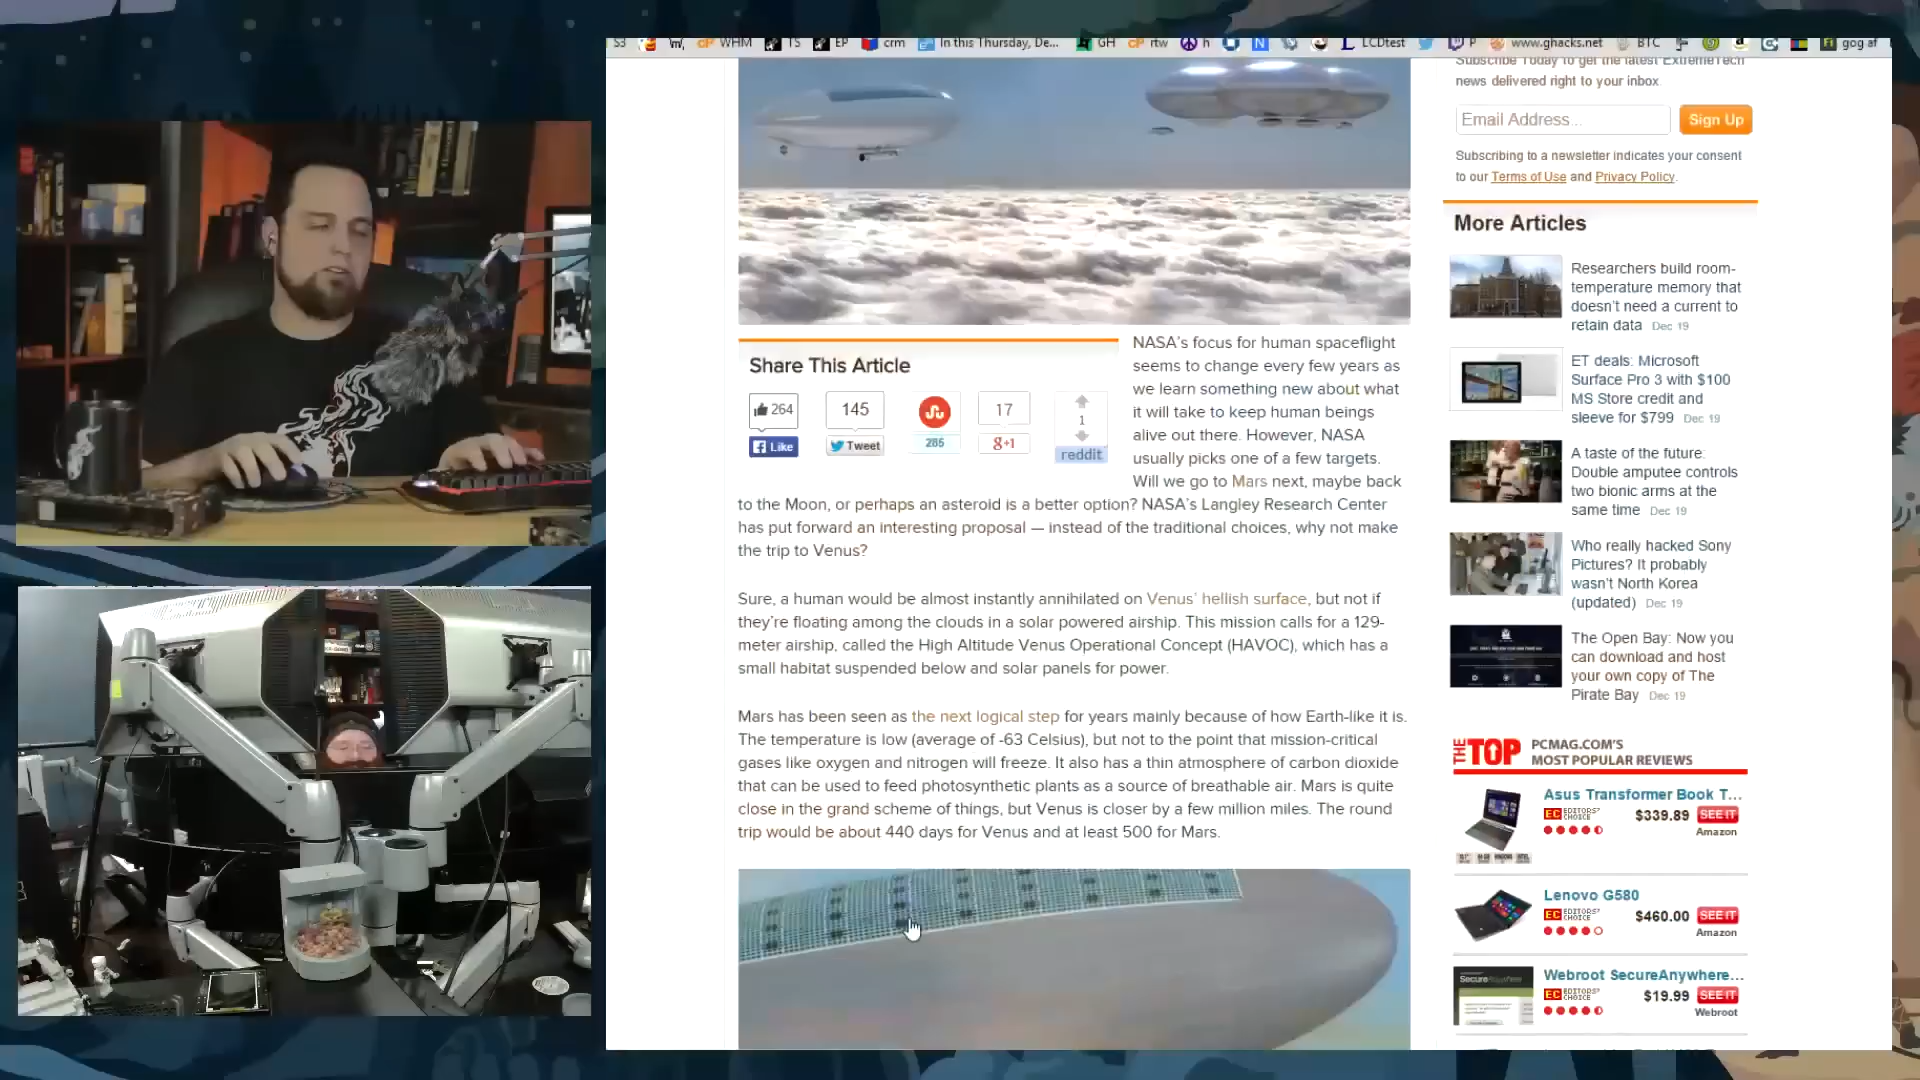 S3
WHM
TS
EP
crm
In this Thursday, De...
GH
rtw
h
LCDtest
P
www.ghacks.net
BTC
gog af
Subscribe Today to get the latest ExtremeTech
news delivered right to your inbox
Email Address...
Sign Up
Subscribing to a newsletter indicates your consent
to our Terms of Use and Privacy Policy.
Share This Article
264
145
285
17
1
Like
Tweet
g+1
reddit
NASA's focus for human spaceflight
seems to change every few years as
we learn something new about what
it will take to keep human beings
alive out there. However, NASA
usually picks one of a few targets.
Will we go to Mars next, maybe back
to the Moon, or perhaps an asteroid is a better option? NASA's Langley Research Center
has put forward an interesting proposal — instead of the traditional choices, why not make
the trip to Venus?
Sure, a human would be almost instantly annihilated on Venus' hellish surface, but not if
they're floating among the clouds in a solar powered airship. This mission calls for a 129-
meter airship, called the High Altitude Venus Operational Concept (HAVOC), which has a
small habitat suspended below and solar panels for power.
Mars has been seen as the next logical step for years mainly because of how Earth-like it is.
The temperature is low (average of -63 Celsius), but not to the point that mission-critical
gases like oxygen and nitrogen will freeze. It also has a thin atmosphere of carbon dioxide
that can be used to feed photosynthetic plants as a source of breathable air. Mars is quite
close in the grand scheme of things, but Venus is closer by a few million miles. The round
trip would be about 440 days for Venus and at least 500 for Mars.
More Articles
Researchers build room-
temperature memory that
doesn't need a current to
retain data Dec 19
ET deals: Microsoft
Surface Pro 3 with $100
MS Store credit and
sleeve for $799 Dec 19
A taste of the future:
Double amputee controls
two bionic arms at the
same time Dec 19
Who really hacked Sony
Pictures? It probably
wasn't North Korea
(updated) Dec 19
The Open Bay: Now you
can download and host
your own copy of The
Pirate Bay Dec 19
THE TOP
PCMAG.COM'S
MOST POPULAR REVIEWS
Asus Transformer Book T...
EC EDITORS' CHOICE $339.89 SEE IT
Amazon
Lenovo G580
EC EDITORS' CHOICE $460.00 SEE IT
Amazon
Webroot SecureAnywhere...
EC EDITORS' CHOICE $19.99 SEE IT
Webroot